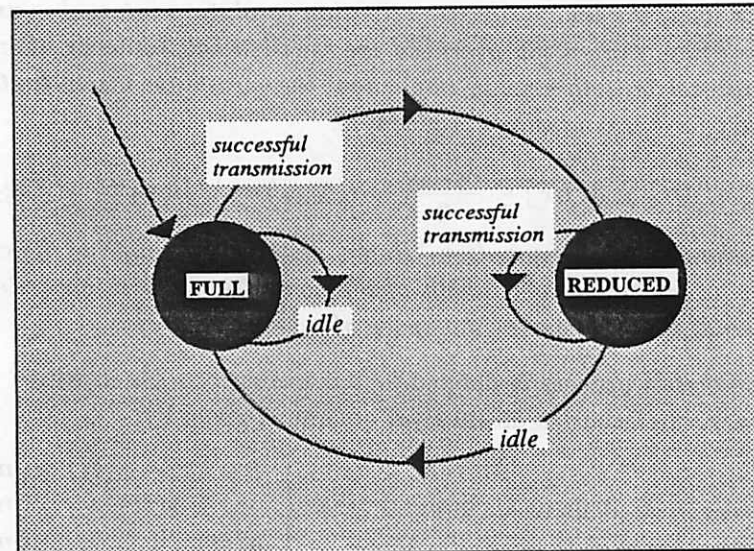 successful
transmission
successful
transmission
FULL
REDUCED
idle
idle